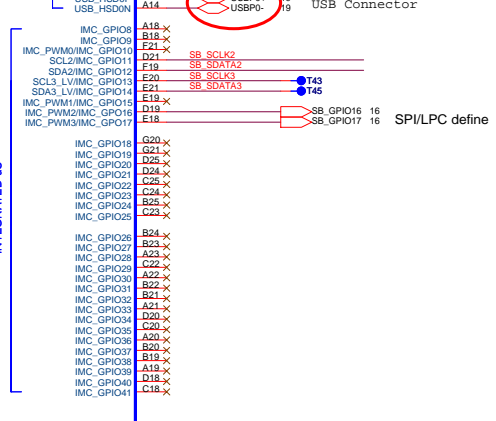 USB_HSD0N A14 USBP0- 19 USB Connector
IMC_GPIO8 A18
IMC_GPIO9 B18
IMC_PWM0/IMC_GPIO10 F21
SCL2/IMC_GPIO11 D21 SB_SCLK2
SDA2/IMC_GPIO12 F19 SB_SDATA2
SCL3_LV/IMC_GPIO13 E20 SB_SCLK3 T43
SDA3_LV/IMC_GPIO14 E21 SB_SDATA3 T45
IMC_PWM1/IMC_GPIO15 E19
IMC_PWM2/IMC_GPO16 D19 SB_GPIO16 16
IMC_PWM3/IMC_GPO17 E18 SB_GPIO17 16 SPI/LPC define
IMC_GPIO18 G20
IMC_GPIO19 G21
IMC_GPIO20 D25
IMC_GPIO21 D24
IMC_GPIO22 C25
IMC_GPIO23 C24
IMC_GPIO24 B25
IMC_GPIO25 C23
IMC_GPIO26 B24
IMC_GPIO27 B23
IMC_GPIO28 A23
IMC_GPIO29 C22
IMC_GPIO30 A22
IMC_GPIO31 B22
IMC_GPIO32 B21
IMC_GPIO33 A21
IMC_GPIO34 D20
IMC_GPIO35 C20
IMC_GPIO36 A20
IMC_GPIO37 B20
IMC_GPIO38 B19
IMC_GPIO39 A19
IMC_GPIO40 D18
IMC_GPIO41 C18